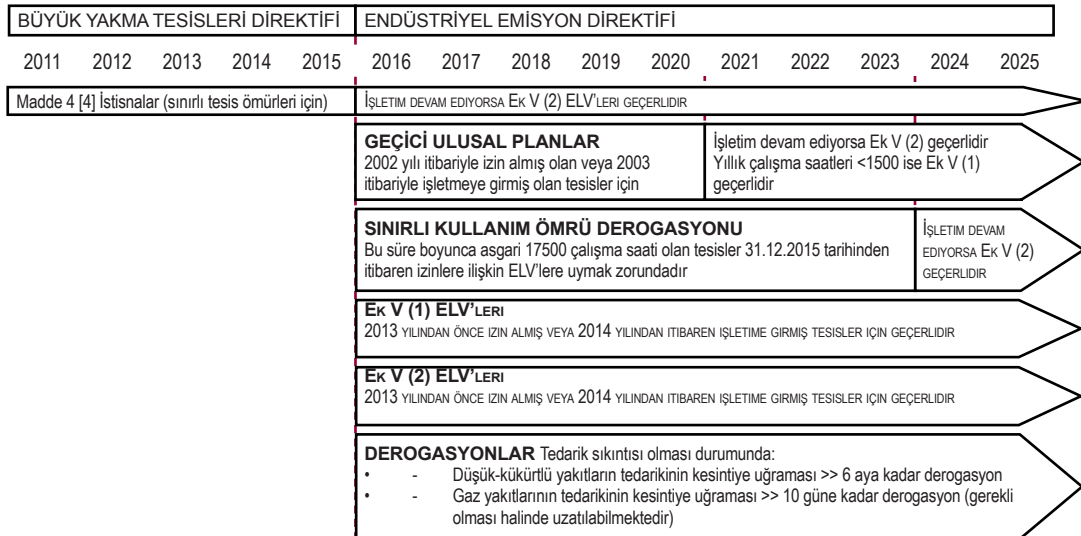 BÜYÜK YAKMA TESİSLERİ DİREKTİFİ ENDÜSTRİYEL EMİSYON DİREKTİFİ
2011 2012 2013 2014 2015 2016 2017 2018 2019 2020 2021 2022 2023 2024 2025
Madde 4 [4] İstisnalar (sınırlı tesis ömürleri için) İŞLETIM DEVAM EDIYORSA EK V (2) ELV'LERI GEÇERLIDIR
GEÇİCİ ULUSAL PLANLAR
2002 yılı itibariyle izin almış olan veya 2003
itibariyle işletmeye girmiş olan tesisler için
İşletim devam ediyorsa Ek V (2) geçerlidir
Yıllık çalışma saatleri <1500 ise Ek V (1)
geçerlidir
SINIRLI KULLANIM ÖMRÜ DEROGASYONU
Bu süre boyunca asgari 17500 çalışma saati olan tesisler 31.12.2015 tarihinden
itibaren izinlere ilişkin ELV'lere uymak zorundadır
İŞLETIM DEVAM
EDIYORSA EK V (2)
GEÇERLIDIR
EK V (1) ELV'LERI
2013 YILINDAN ÖNCE IZIN ALMIŞ VEYA 2014 YILINDAN ITIBAREN IŞLETIME GIRMIŞ TESISLER IÇIN GEÇERLIDIR
EK V (2) ELV'LERI
2013 YILINDAN ÖNCE IZIN ALMIŞ VEYA 2014 YILINDAN ITIBAREN IŞLETIME GIRMIŞ TESISLER IÇIN GEÇERLIDIR
DEROGASYONLAR Tedarik sıkıntısı olması durumunda:
• - Düşük-kükürtlü yakıtların tedarikinin kesintiye uğraması >> 6 aya kadar derogasyon
• - Gaz yakıtlarının tedarikinin kesintiye uğraması >> 10 güne kadar derogasyon (gerekli
olması halinde uzatılabilmektedir)